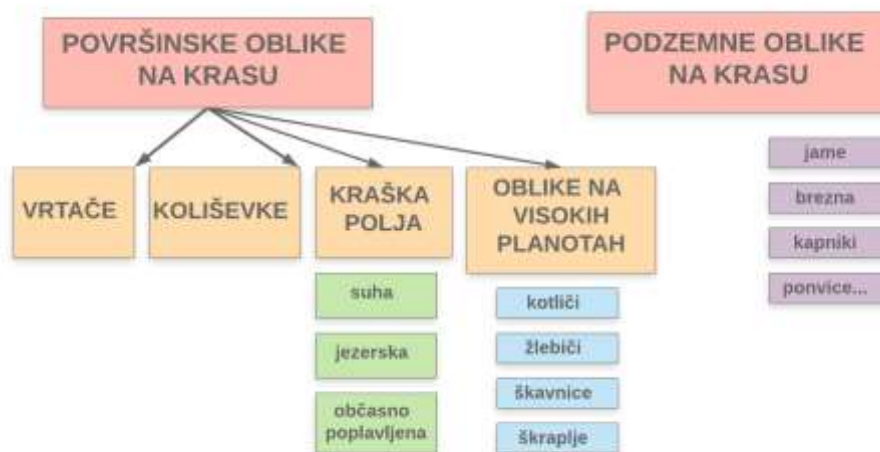 POVRŠINSKE OBLIKE
NA KRASU
PODZEMNE OBLIKE
NA KRASU
VRTAČE
KOLIŠEVKE
KRAŠKA
POLJA
OBLIKE NA
VISOKIH
PLANOTAH
suha
jezerska
občasno
poplavljena
kotliči
žlebiči
škavnice
škraplje
jame
brezna
kapniki
ponvice...